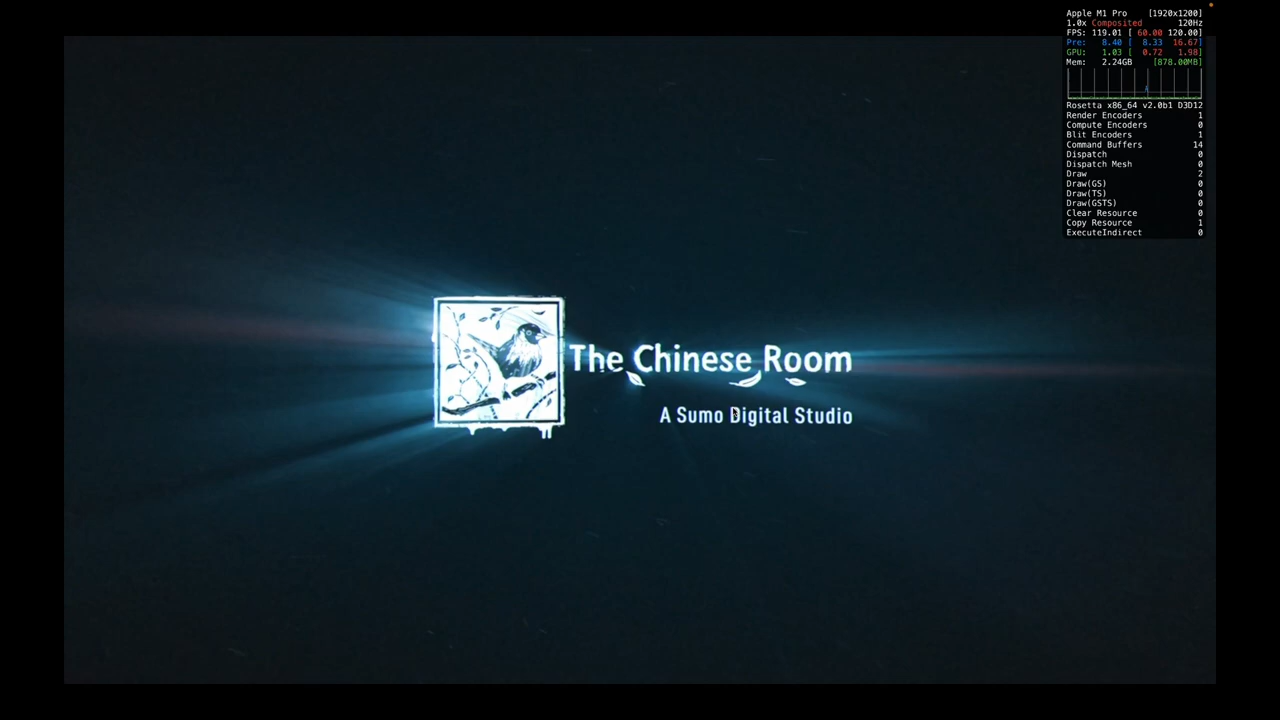 Apple M1 Pro [1920x1200]
1.0x Composited 120Hz
FPS: 119.01 [ 60.00 120.00]
Pre: 8.40 [ 8.33 16.67]
GPU: 1.03 [ 0.72 1.98]
Mem: 2.24GB [878.00MB]
Rosetta x86_64 v2.0b1 D3D12
Render Encoders 1
Compute Encoders 0
Blit Encoders 1
Command Buffers 14
Dispatch 0
Dispatch Mesh 0
Draw 2
Draw(GS) 0
Draw(TS) 0
Draw(GSTS) 0
Clear Resource 0
Copy Resource 1
ExecuteIndirect 0
The Chinese Room
A Sumo Digital Studio